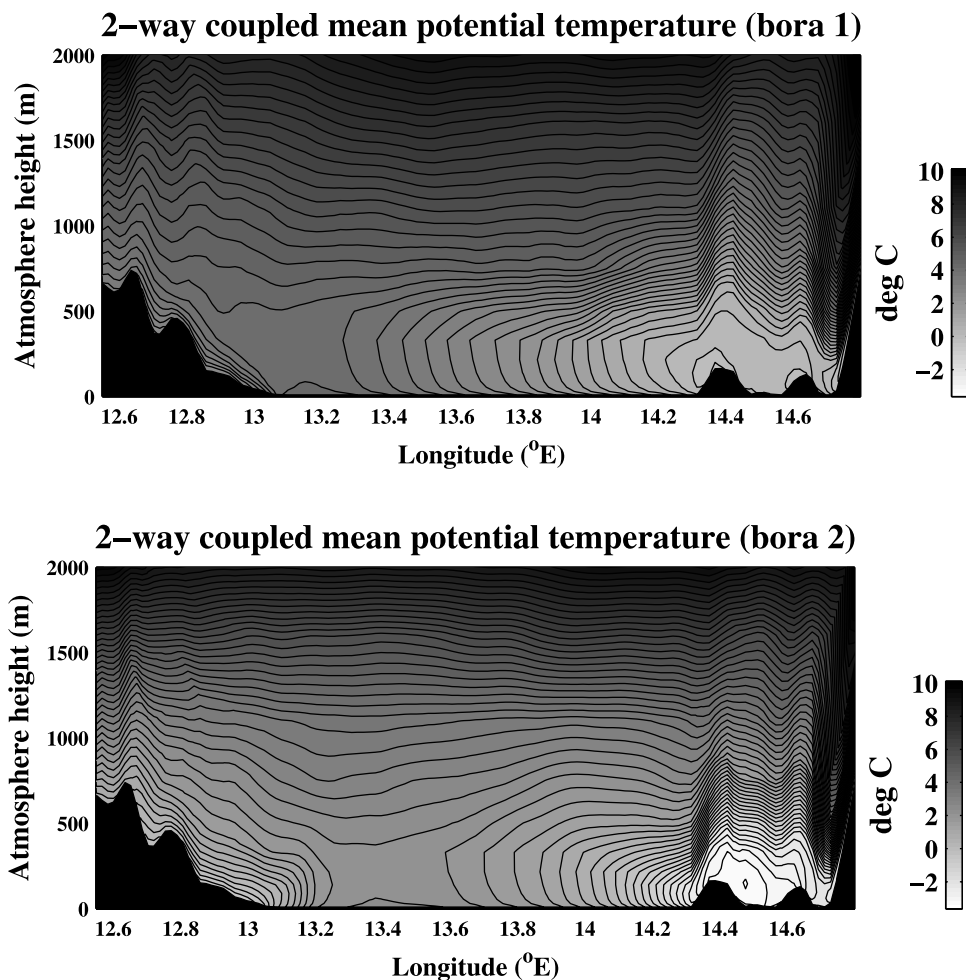 2−way coupled mean potential temperature (bora 1)
2000
1500
1000
500
0
Atmosphere height (m)
12.6 12.8 13 13.2 13.4 13.6 13.8 14 14.2 14.4 14.6
Longitude (°E)
10
8
6
4
2
0
−2
deg C
2−way coupled mean potential temperature (bora 2)
2000
1500
1000
500
0
Atmosphere height (m)
12.6 12.8 13 13.2 13.4 13.6 13.8 14 14.2 14.4 14.6
Longitude (°E)
10
8
6
4
2
0
−2
deg C